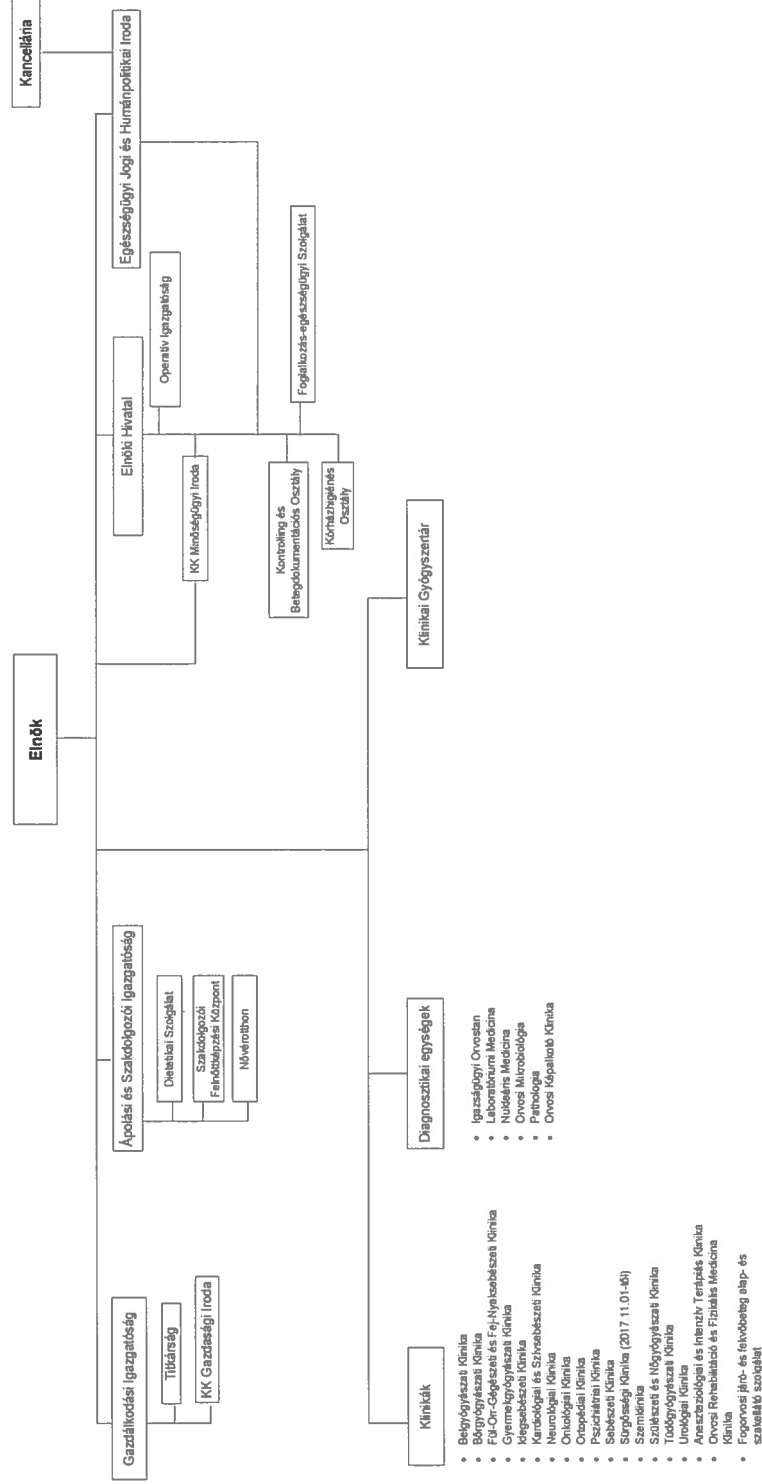 Kancellária
Elnök
Gazdálkodási Igazgatóság
Titkárság
KK Gazdasági Iroda
Ápolási és Szakdolgozói Igazgatóság
Dietetikai Szolgálat
Szakdolgozói
Felnőttképzési Központ
Nővérotthon
Elnöki Hivatal
Operatív Igazgatóság
KK Minőségügyi Iroda
Kontrolling és
Betegdokumentációs Osztály
Foglalkozás-egészségügyi Szolgálat
Kórházhigiénés
Osztály
Egészségügyi Jogi és Humánpolitikai Iroda
Klinikák
• Belgyógyászati Klinika
• Bőrgyógyászati Klinika
• Fül-Orr-Gégészeti és Fej-Nyaksebészeti Klinika
• Gyermekgyógyászati Klinika
• Idegsebészeti Klinika
• Kardiológiai és Szívsebészeti Klinika
• Neurológiai Klinika
• Onkológiai Klinika
• Ortopédiai Klinika
• Pszichiátriai Klinika
• Sebészeti Klinika
• Sürgősségi Klinika (2017.11.01-től)
• Szemklinika
• Szülészeti és Nőgyógyászati Klinika
• Tüdőgyógyászati Klinika
• Urológiai Klinika
• Aneszteziológiai és Intenzív Terápiás Klinika
• Orvosi Rehabilitáció és Fizikális Medicina
Klinika
• Fogorvosi járó- és fekvőbeteg alap- és
szakellátó szolgálat
Diagnosztikai egységek
• Igazságügyi Orvostan
• Laboratóriumi Medicina
• Nukleáris Medicina
• Orvosi Mikrobiológia
• Pathologia
• Orvosi Képalkotó Klinika
Klinikai Gyógyszertár